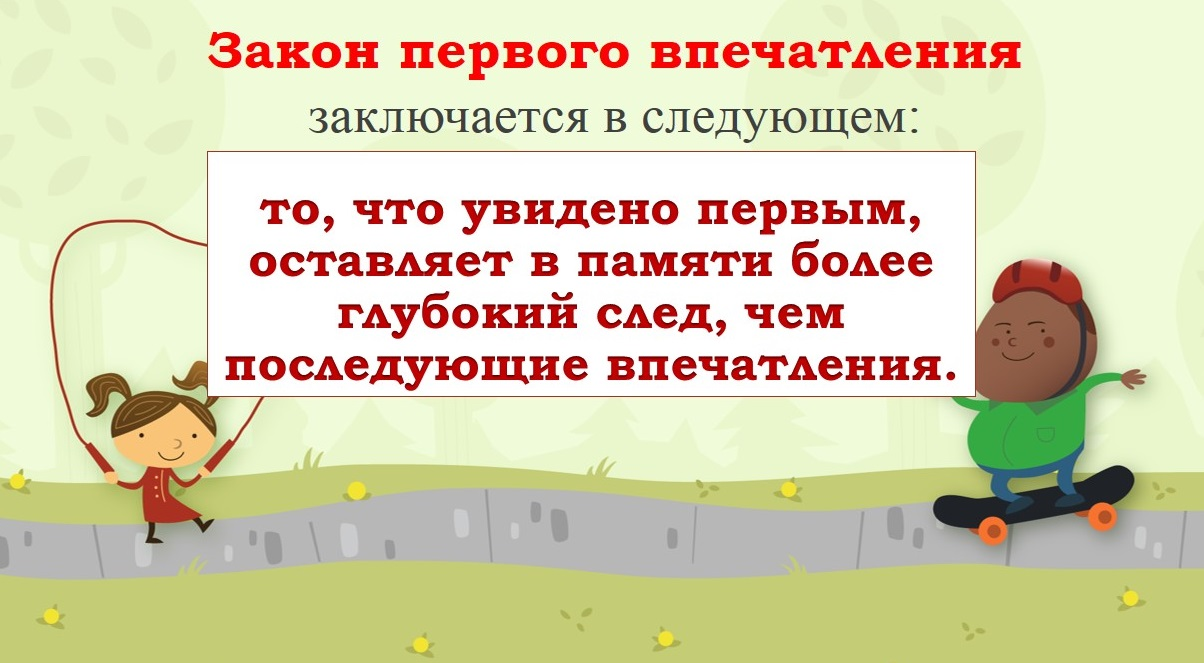 Закон первого впечатления
заключается в следующем:
то, что увидено первым,
оставляет в памяти более
глубокий след, чем
последующие впечатления.